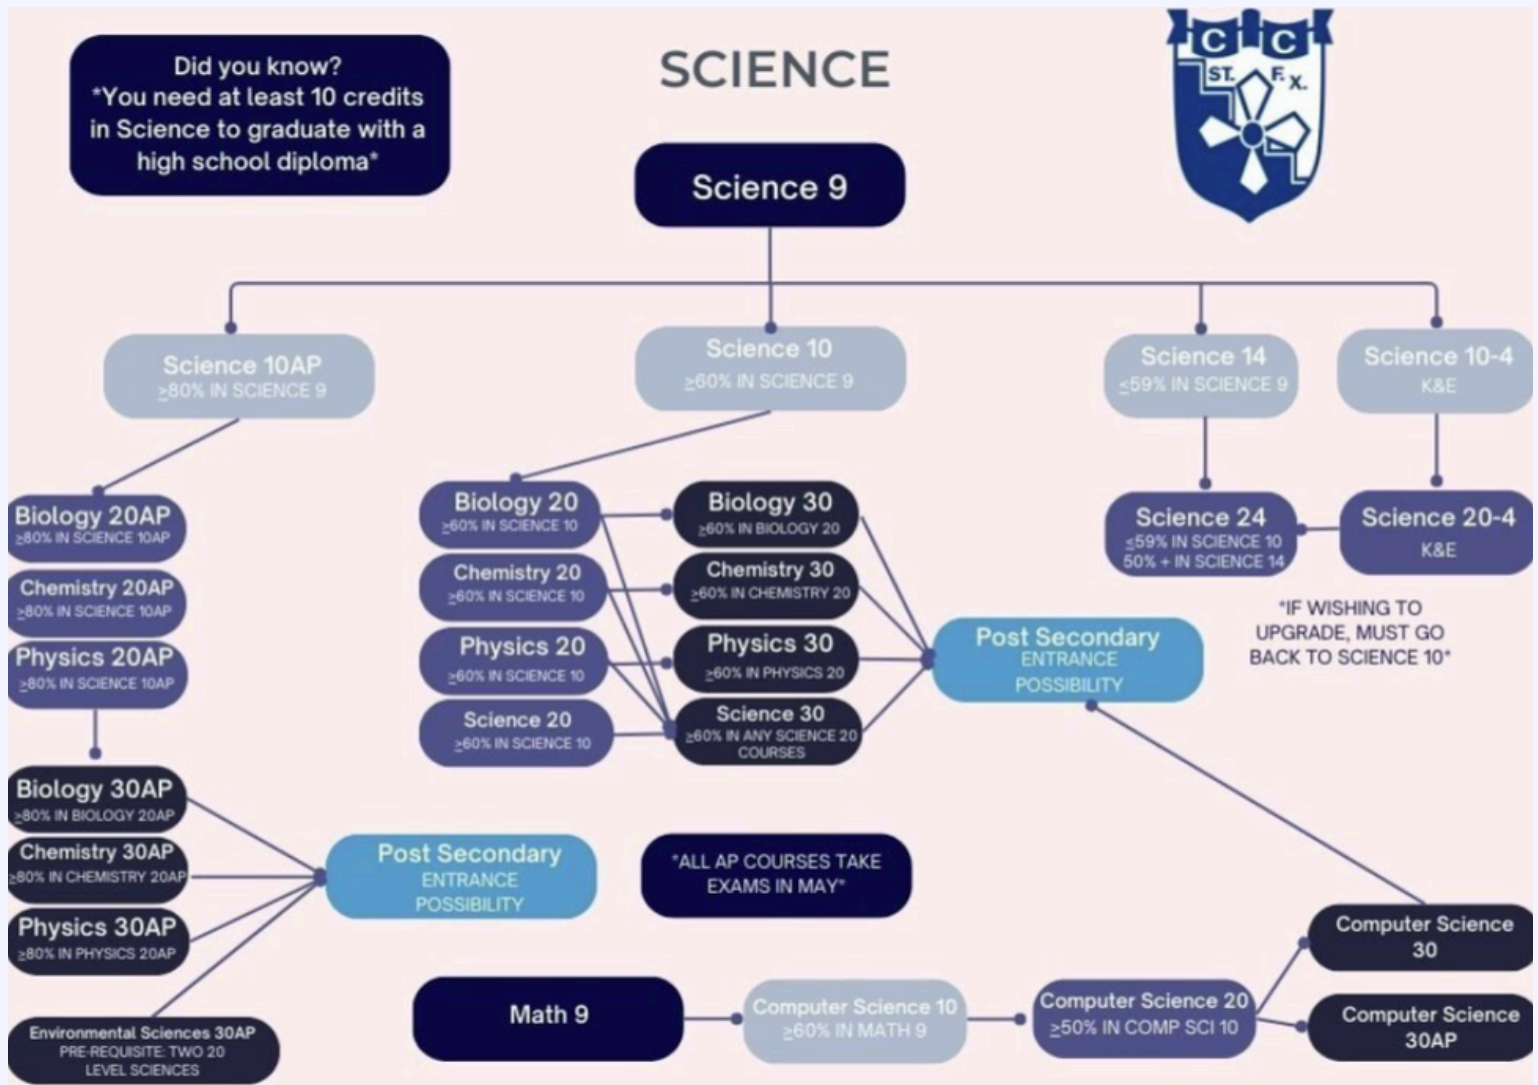 Did you know?
*You need at least 10 credits
in Science to graduate with a
high school diploma*
SCIENCE
C C
ST. F. X.
Science 9
Science 10AP
≥80% IN SCIENCE 9
Science 10
≥60% IN SCIENCE 9
Science 14
≤59% IN SCIENCE 9
Science 10-4
K&E
Biology 20AP
≥80% IN SCIENCE 10AP
Chemistry 20AP
≥80% IN SCIENCE 10AP
Physics 20AP
≥80% IN SCIENCE 10AP
Biology 20
≥60% IN SCIENCE 10
Chemistry 20
≥60% IN SCIENCE 10
Physics 20
≥60% IN SCIENCE 10
Science 20
≥60% IN SCIENCE 10
Biology 30
≥60% IN BIOLOGY 20
Chemistry 30
≥60% IN CHEMISTRY 20
Physics 30
≥60% IN PHYSICS 20
Science 30
≥60% IN ANY SCIENCE 20
COURSES
Post Secondary
ENTRANCE
POSSIBILITY
Science 24
≤59% IN SCIENCE 10
50% + IN SCIENCE 14
Science 20-4
K&E
*IF WISHING TO
UPGRADE, MUST GO
BACK TO SCIENCE 10*
Biology 30AP
≥80% IN BIOLOGY 20AP
Chemistry 30AP
≥80% IN CHEMISTRY 20AP
Physics 30AP
≥80% IN PHYSICS 20AP
Environmental Sciences 30AP
PRE-REQUISITE: TWO 20
LEVEL SCIENCES
Post Secondary
ENTRANCE
POSSIBILITY
*ALL AP COURSES TAKE
EXAMS IN MAY*
Math 9
Computer Science 10
≥60% IN MATH 9
Computer Science 20
≥50% IN COMP SCI 10
Computer Science
30
Computer Science
30AP